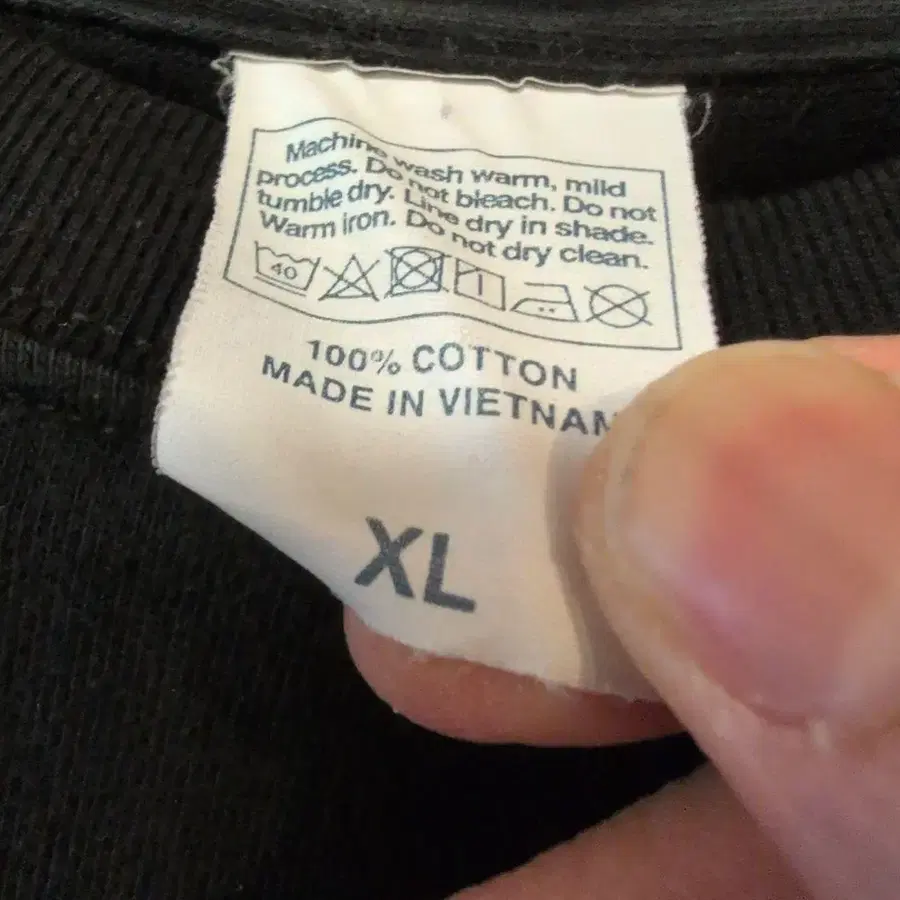 Machine wash warm, mild
process. Do not bleach. Do not
tumble dry. Line dry in shade.
Warm iron. Do not dry clean.
40
100% COTTON
MADE IN VIETNAM
XL